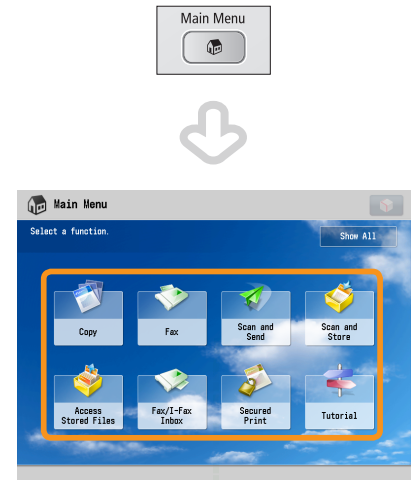 Main Menu
Main Menu
Select a function.
Show All
Copy
Fax
Scan and
Send
Scan and
Store
Access
Stored Files
Fax/I-Fax
Inbox
Secured
Print
Tutorial